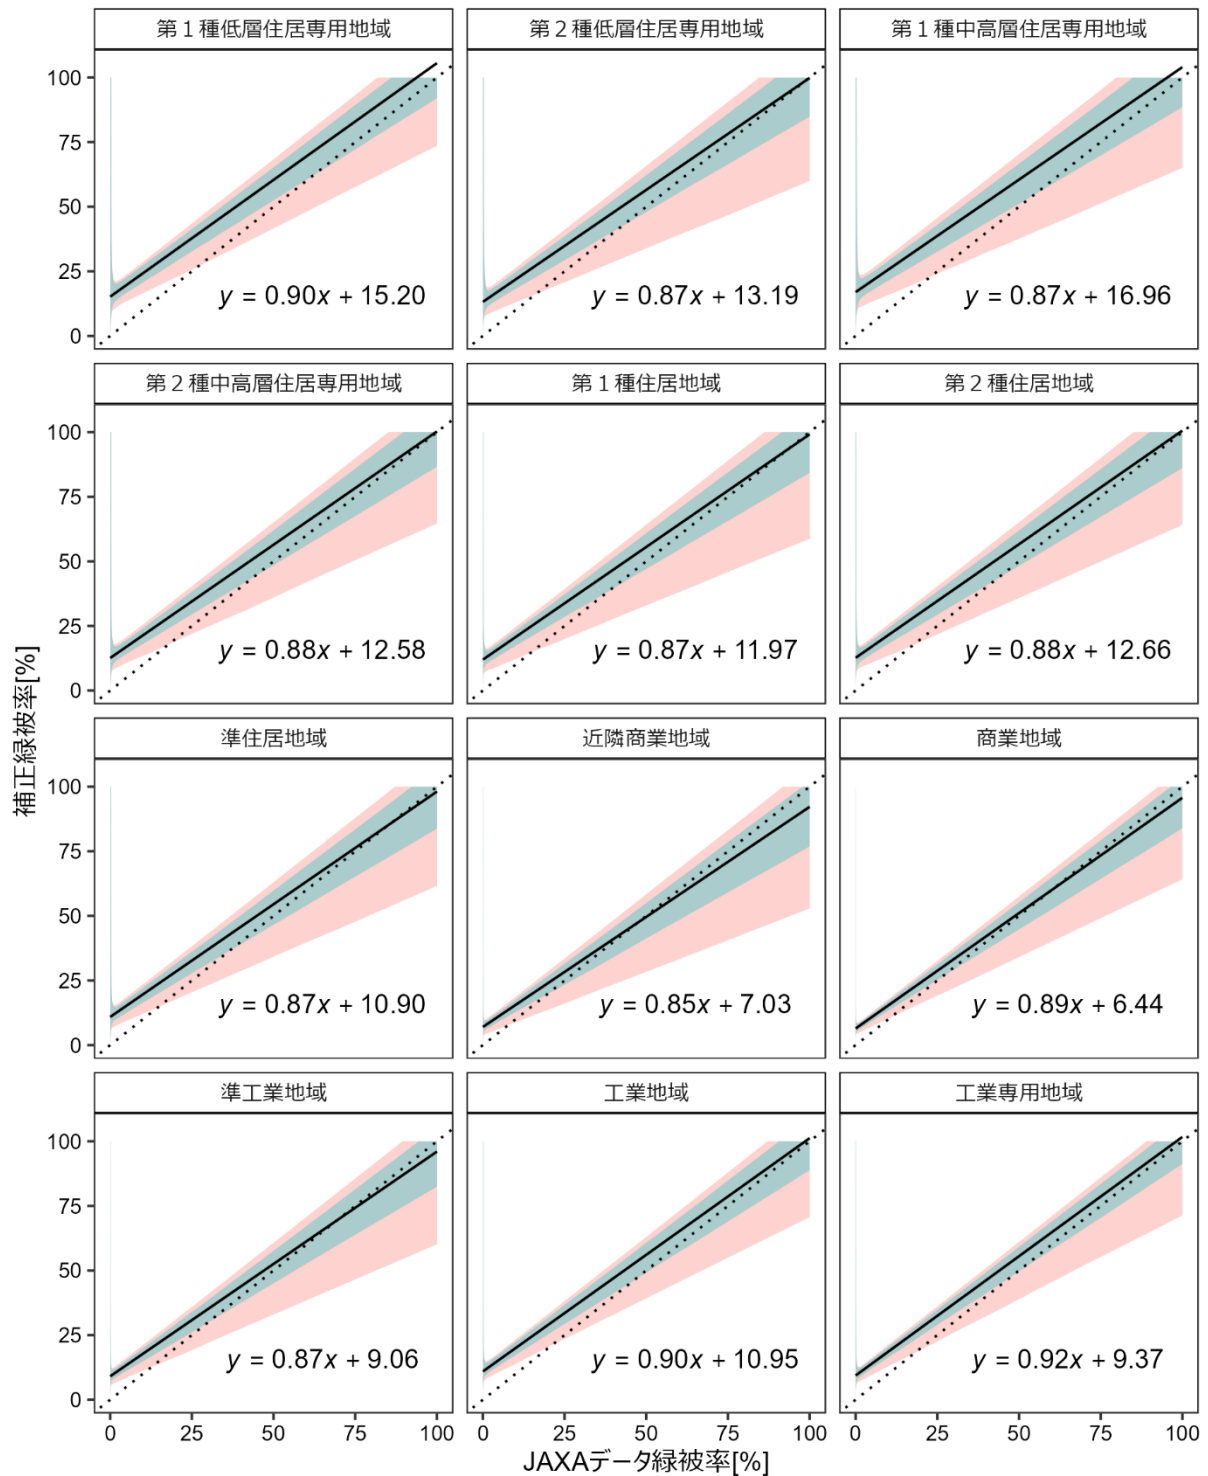 第１種低層住居専用地域
第２種低層住居専用地域
第１種中高層住居専用地域
100
75
50
25
0
y = 0.90x + 15.20
y = 0.87x + 13.19
y = 0.87x + 16.96
第２種中高層住居専用地域
第１種住居地域
第２種住居地域
100
75
50
25
0
y = 0.88x + 12.58
y = 0.87x + 11.97
y = 0.88x + 12.66
補正緑被率[%]
準住居地域
近隣商業地域
商業地域
100
75
50
25
0
y = 0.87x + 10.90
y = 0.85x + 7.03
y = 0.89x + 6.44
準工業地域
工業地域
工業専用地域
100
75
50
25
0
y = 0.87x + 9.06
y = 0.90x + 10.95
y = 0.92x + 9.37
0 25 50 75 100
0 25 50 75 100
0 25 50 75 100
JAXAデータ緑被率[%]